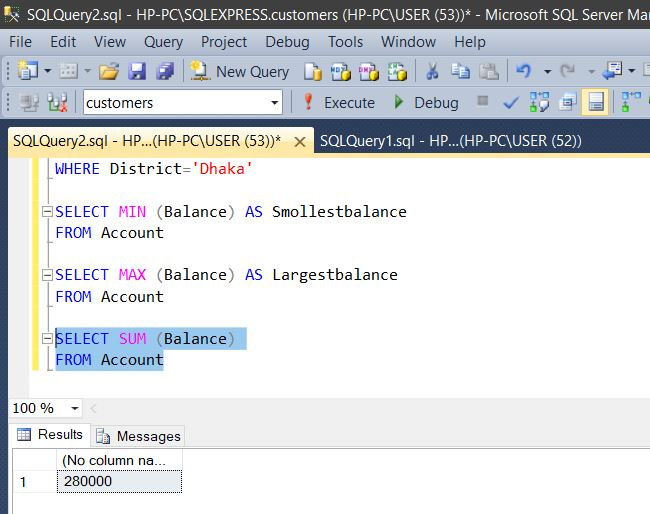 SQLQuery2.sql - HP-PC\SQLEXPRESS.customers (HP-PC\USER (53))* - Microsoft SQL Server Ma
File Edit View Query Project Debug Tools Window Help
New Query
customers Execute Debug
SQLQuery2.sql - HP...(HP-PC\USER (53))* SQLQuery1.sql - HP...(HP-PC\USER (52))
WHERE District='Dhaka'
SELECT MIN (Balance) AS Smollestbalance
FROM Account
SELECT MAX (Balance) AS Largestbalance
FROM Account
SELECT SUM (Balance)
FROM Account
100 %
Results Messages
(No column na...
1 280000